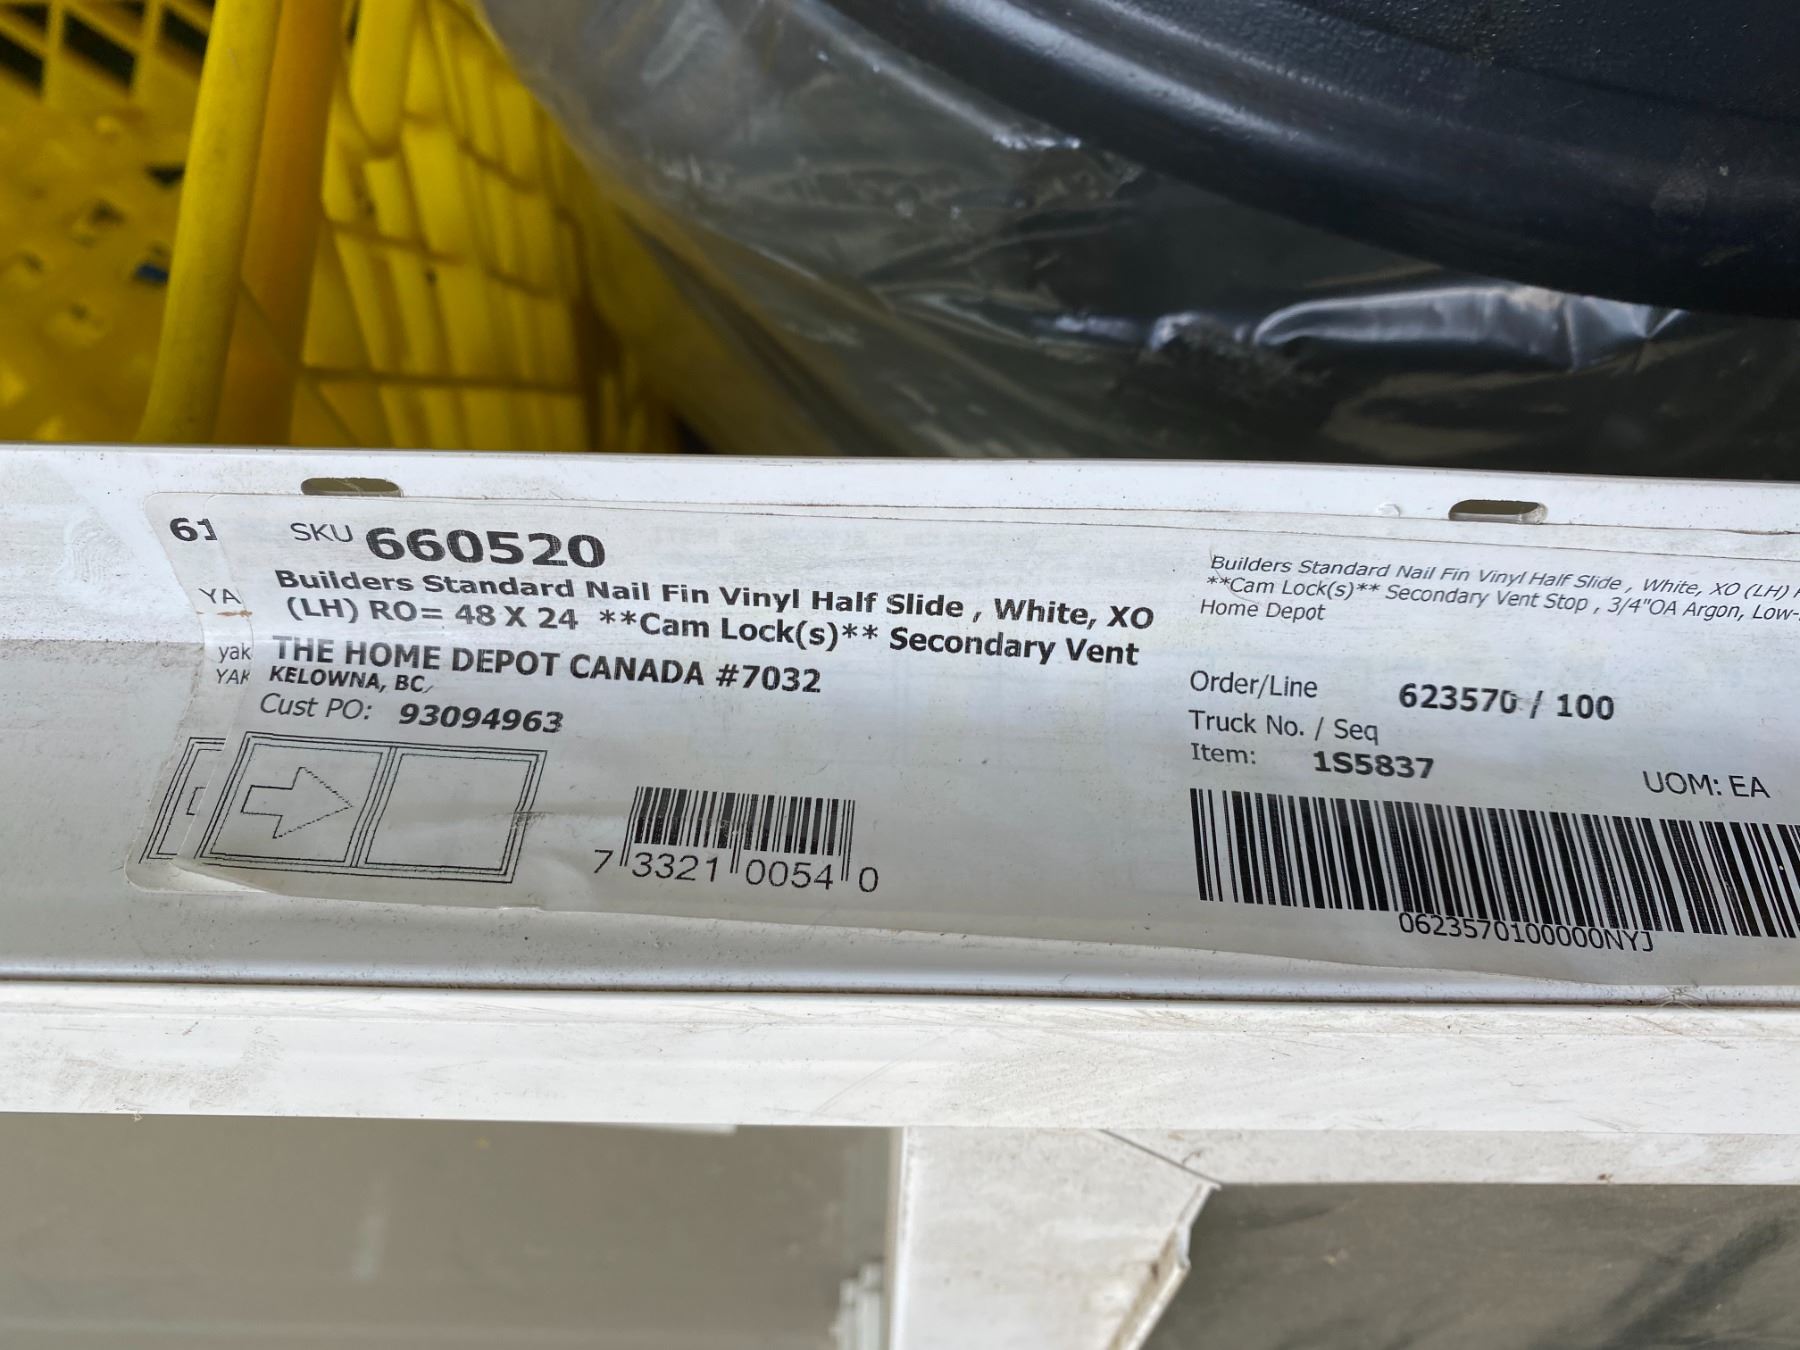 61
YA
yak
YAK
SKU 660520
Builders Standard Nail Fin Vinyl Half Slide , White, XO
(LH) RO= 48 X 24 **Cam Lock(s)** Secondary Vent
THE HOME DEPOT CANADA #7032
KELOWNA, BC,
Cust PO: 93094963
7 3321 0054 0
Builders Standard Nail Fin Vinyl Half Slide , White, XO (LH)
**Cam Lock(s)** Secondary Vent Stop , 3/4"OA Argon, Low-
Home Depot
Order/Line 623570 / 100
Truck No. / Seq
Item: 1S5837
UOM: EA
0623570100000NYJ